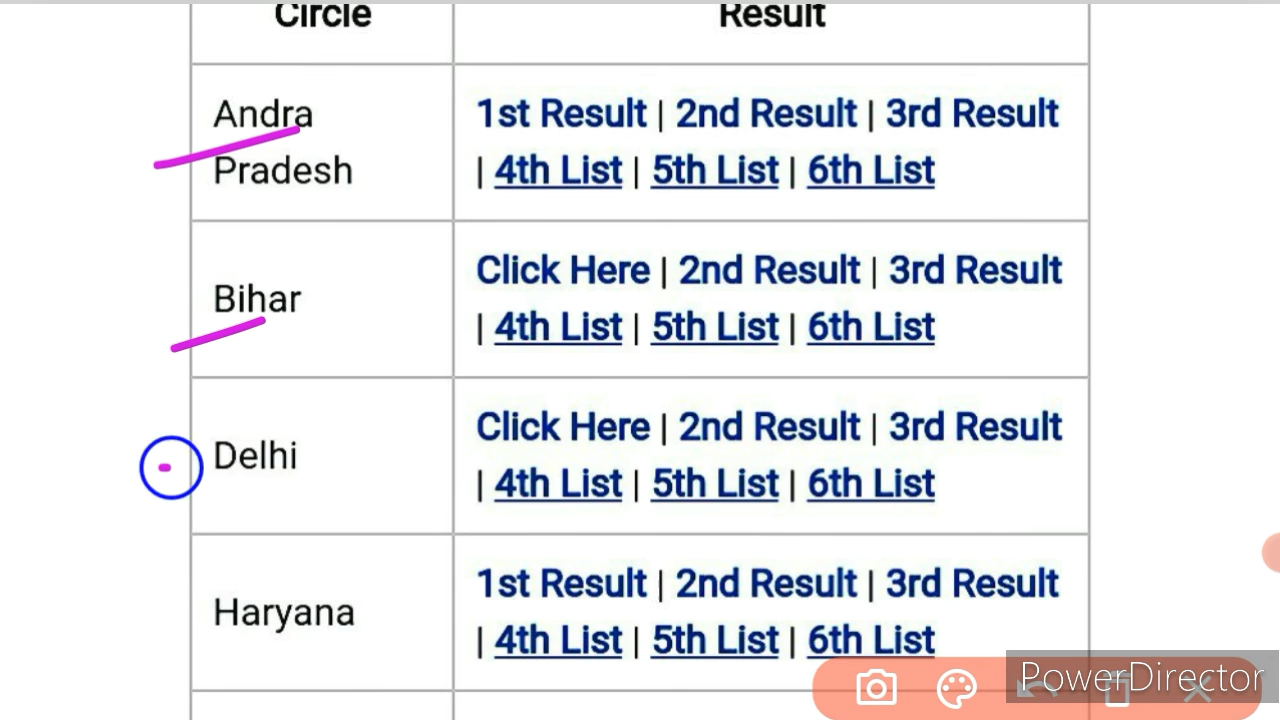 Circle Result
Andra
Pradesh
1st Result | 2nd Result | 3rd Result
| 4th List | 5th List | 6th List
Bihar
Click Here | 2nd Result | 3rd Result
| 4th List | 5th List | 6th List
Delhi
Click Here | 2nd Result | 3rd Result
| 4th List | 5th List | 6th List
Haryana
1st Result | 2nd Result | 3rd Result
| 4th List | 5th List | 6th List
PowerDirector